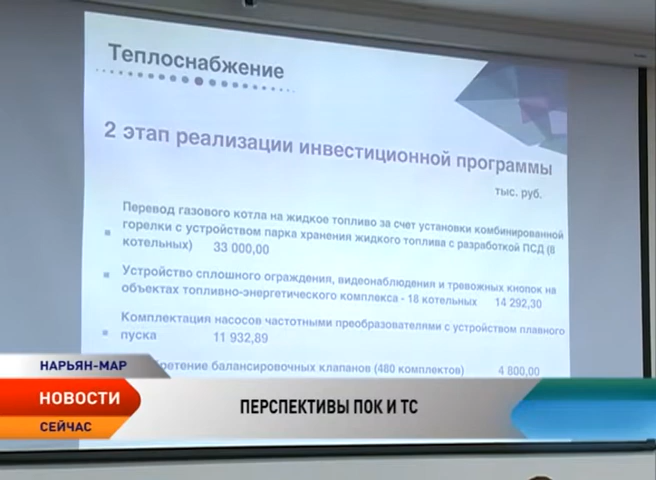 Теплоснабжение
2 этап реализации инвестиционной программы
тыс. руб.
Перевод газового котла на жидкое топливо за счет установки комбинированной
горелки с устройством парка хранения жидкого топлива с разработкой ПСД (8
котельных) 33 000,00
Устройство сплошного ограждения, видеонаблюдения и тревожных кнопок на
объектах топливно-энергетического комплекса - 18 котельных 14 292,30
Комплектация насосов частотными преобразователями с устройством плавного
пуска 11 932,89
балансировочных клапанов (480 комплектов) 4 800,00
НАРЬЯН-МАР
НОВОСТИ
СЕЙЧАС
ПЕРСПЕКТИВЫ ПОК И ТС